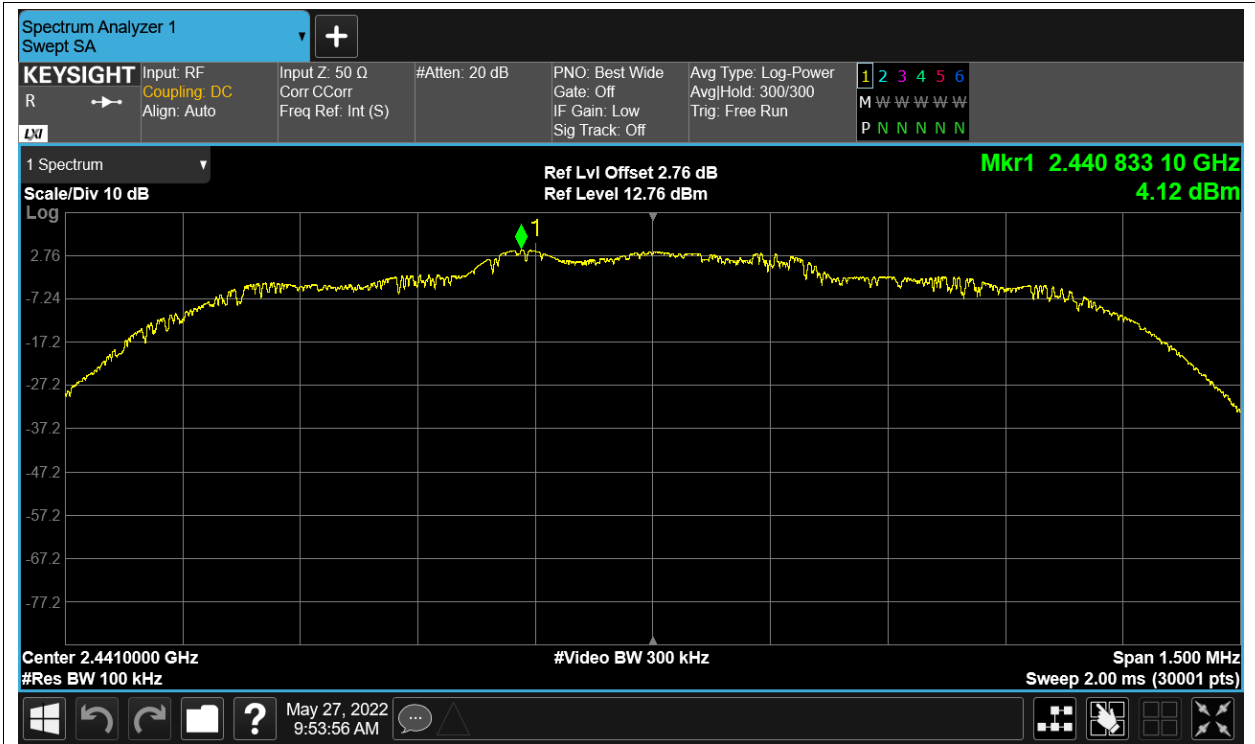 Spectrum Analyzer 1
Swept SA
KEYSIGHT
R
LXI
Input: RF
Coupling: DC
Align: Auto
Input Z: 50 Ω
Corr CCorr
Freq Ref: Int (S)
#Atten: 20 dB
PNO: Best Wide
Gate: Off
IF Gain: Low
Sig Track: Off
Avg Type: Log-Power
Avg|Hold: 300/300
Trig: Free Run
1 2 3 4 5 6
M W W W W W
P N N N N N
1 Spectrum
Scale/Div 10 dB
Log
Ref Lvl Offset 2.76 dB
Ref Level 12.76 dBm
Mkr1 2.440 833 10 GHz
4.12 dBm
1
2.76
-7.24
-17.2
-27.2
-37.2
-47.2
-57.2
-67.2
-77.2
Center 2.4410000 GHz
#Res BW 100 kHz
#Video BW 300 kHz
Span 1.500 MHz
Sweep 2.00 ms (30001 pts)
?
May 27, 2022
9:53:56 AM